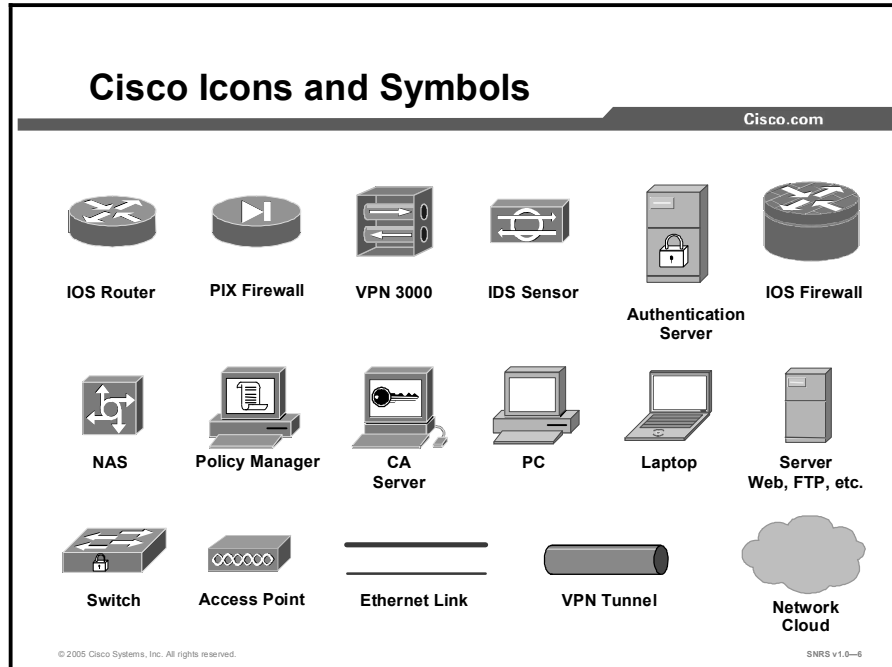 Cisco Icons and Symbols
Cisco.com
IOS Router
PIX Firewall
VPN 3000
IDS Sensor
Authentication
Server
IOS Firewall
NAS
Policy Manager
CA
Server
PC
Laptop
Server
Web, FTP, etc.
Switch
Access Point
Ethernet Link
VPN Tunnel
Network
Cloud
© 2005 Cisco Systems, Inc. All rights reserved.
SNRS v1.0—6